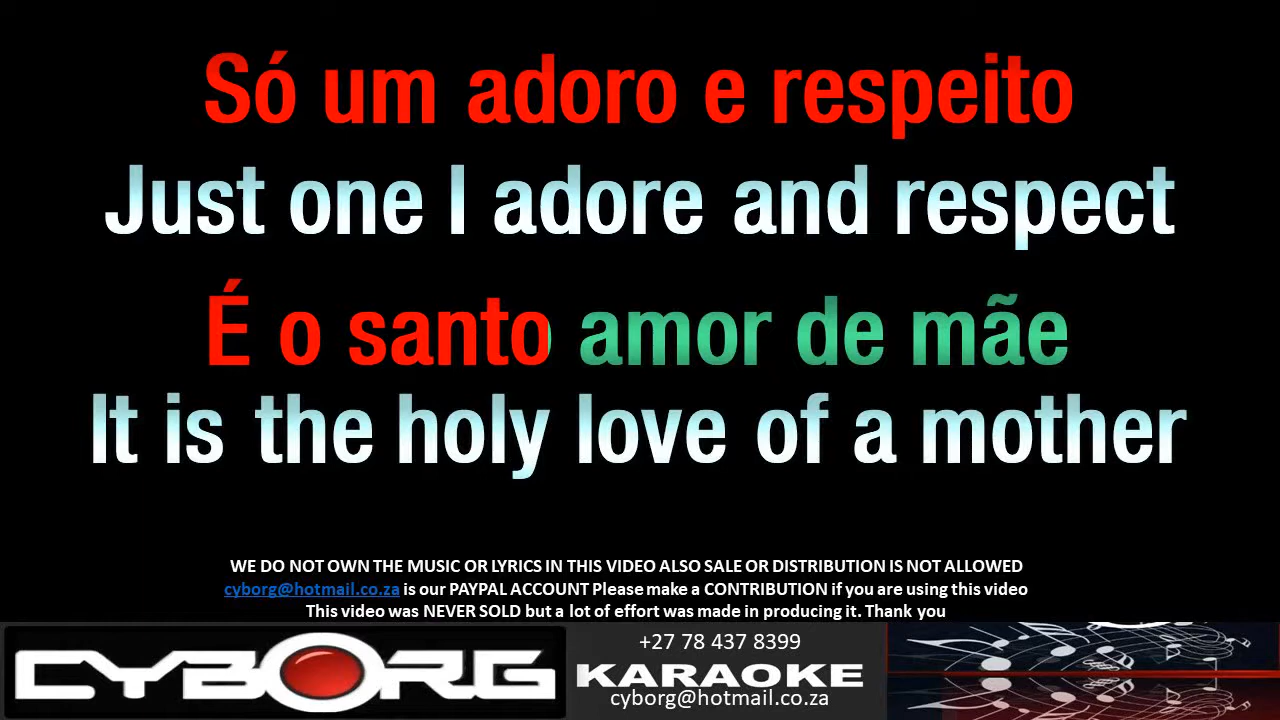 Só um adoro e respeito
Just one I adore and respect
É o santo amor de mãe
It is the holy love of a mother
WE DO NOT OWN THE MUSIC OR LYRICS IN THIS VIDEO ALSO SALE OR DISTRIBUTION IS NOT ALLOWED
cyborg@hotmail.co.za is our PAYPAL ACCOUNT Please make a CONTRIBUTION if you are using this video
This video was NEVER SOLD but a lot of effort was made in producing it. Thank you
CYBORG
+27 78 437 8399
KARAOKE
cyborg@hotmail.co.za